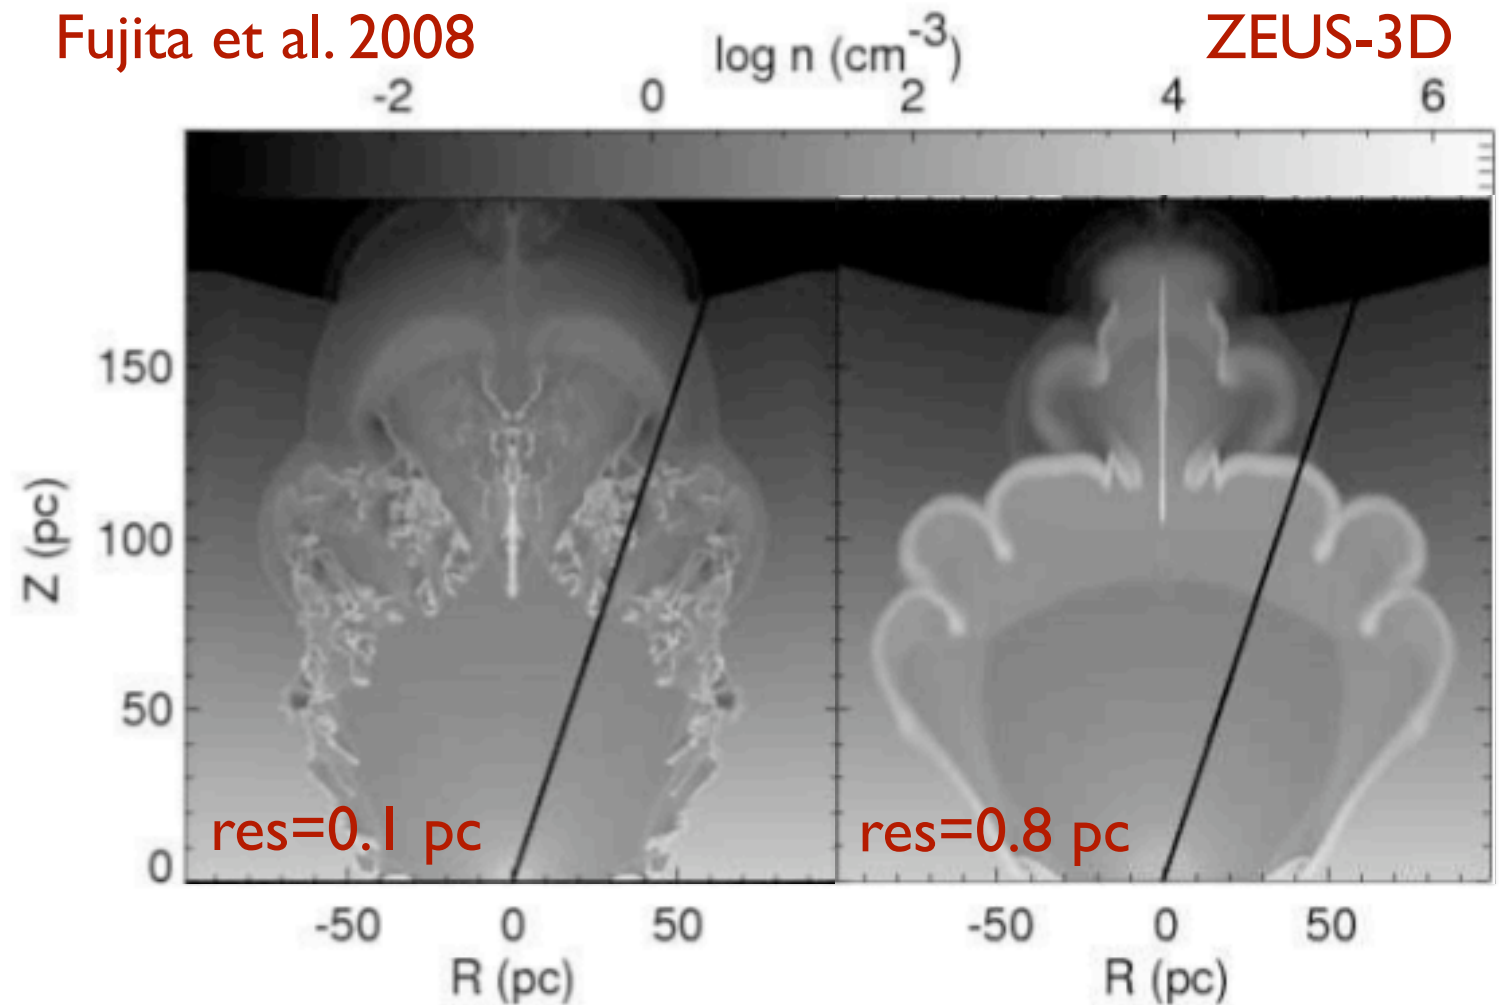 Fujita et al. 2008
log n (cm-3)
ZEUS-3D
-2 0 2 4 6
Z (pc)
150
100
50
0
res=0.1 pc
res=0.8 pc
-50 0 50
-50 0 50
R (pc)
R (pc)